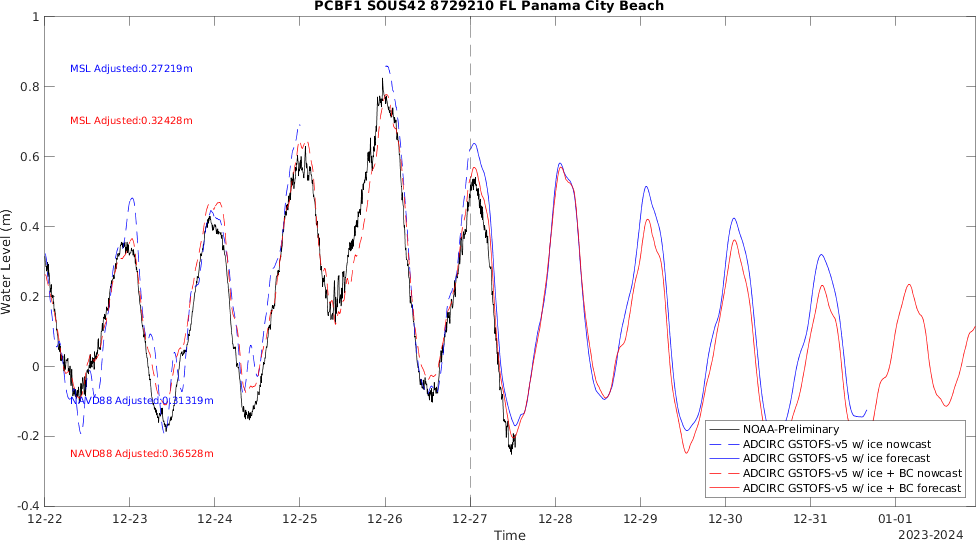 PCBF1 SOUS42 8729210 FL Panama City Beach
1
0.8
0.6
0.4
0.2
0
-0.2
-0.4
Water Level (m)
MSL Adjusted:0.27219m
MSL Adjusted:0.32428m
NAVD88 Adjusted:0.31319m
NAVD88 Adjusted:0.36528m
NOAA-Preliminary
ADCIRC GSTOFS-v5 w/ ice nowcast
ADCIRC GSTOFS-v5 w/ ice forecast
ADCIRC GSTOFS-v5 w/ ice + BC nowcast
ADCIRC GSTOFS-v5 w/ ice + BC forecast
12-22 12-23 12-24 12-25 12-26 12-27 12-28 12-29 12-30 12-31 01-01
Time
2023-2024